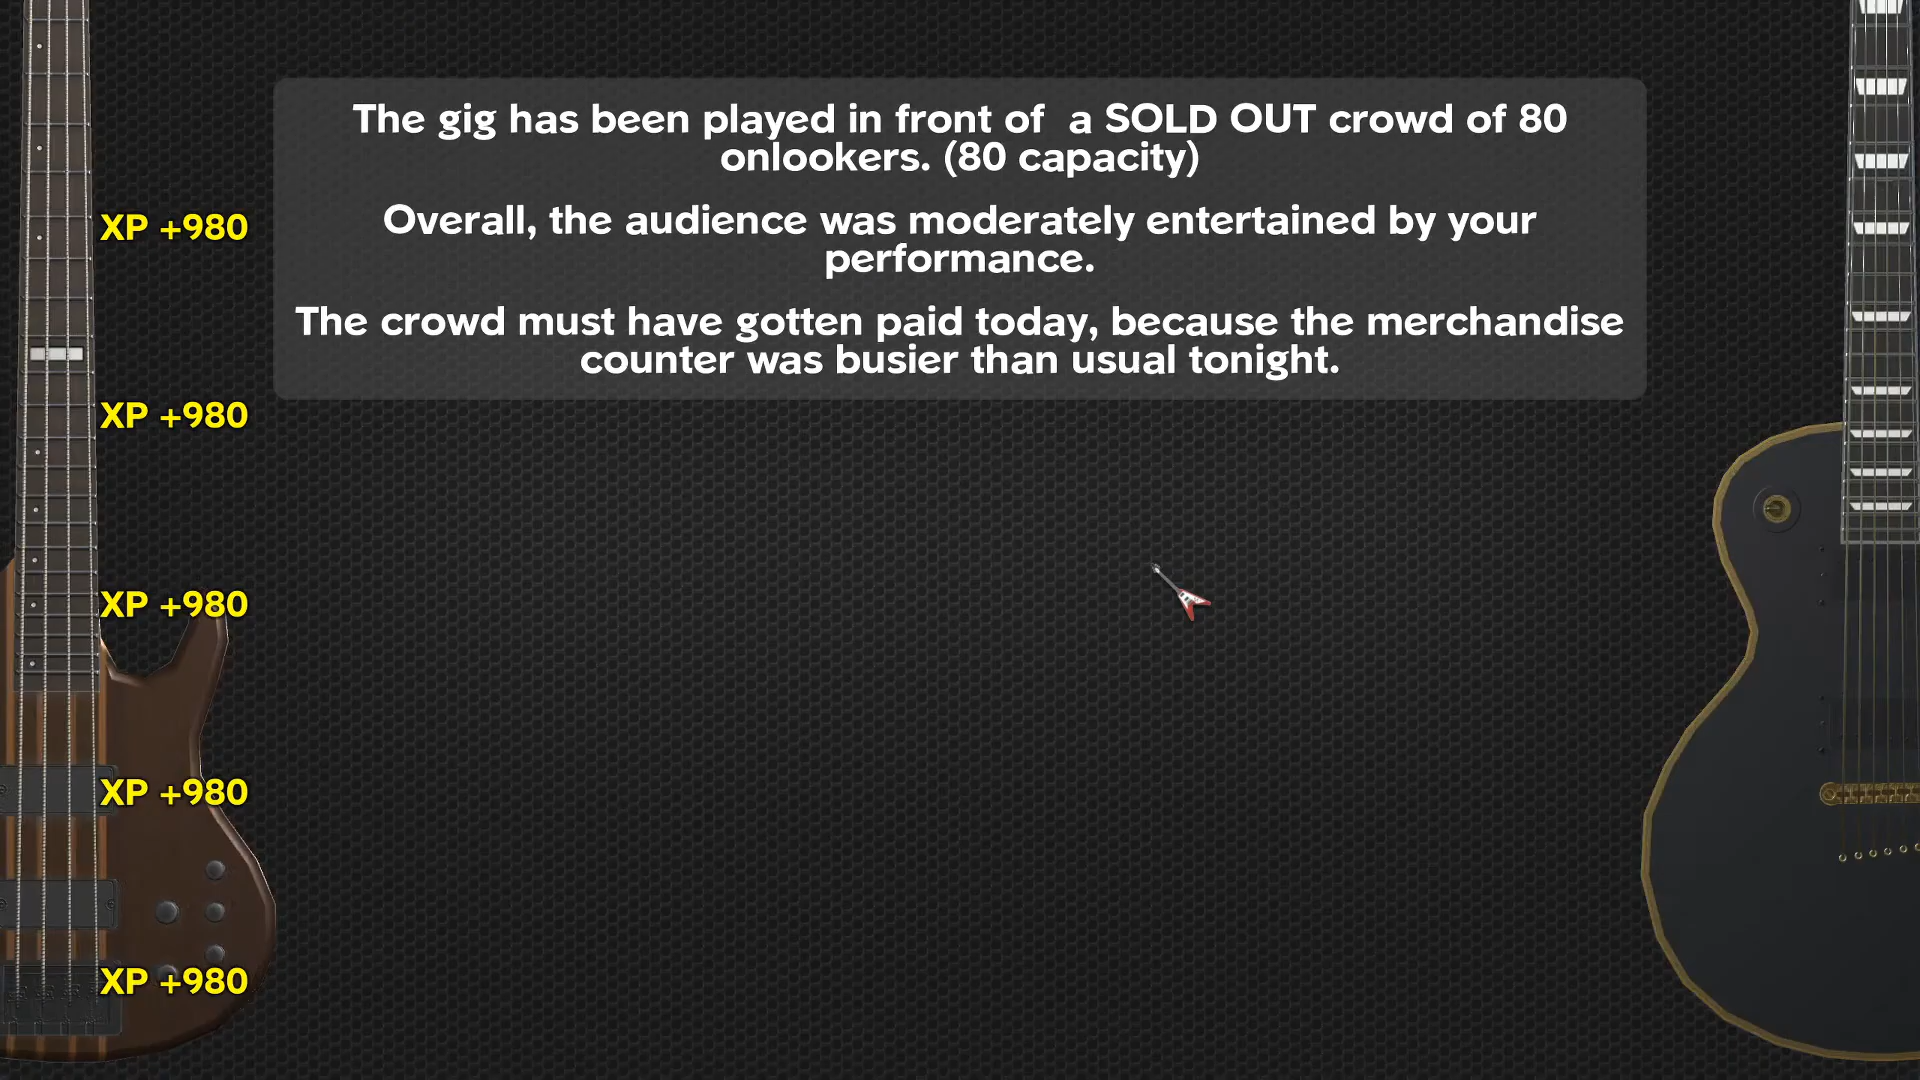 The gig has been played in front of  a SOLD OUT crowd of 80
onlookers. (80 capacity)
Overall, the audience was moderately entertained by your
performance.
The crowd must have gotten paid today, because the merchandise
counter was busier than usual tonight.
XP +980
XP +980
XP +980
XP +980
XP +980